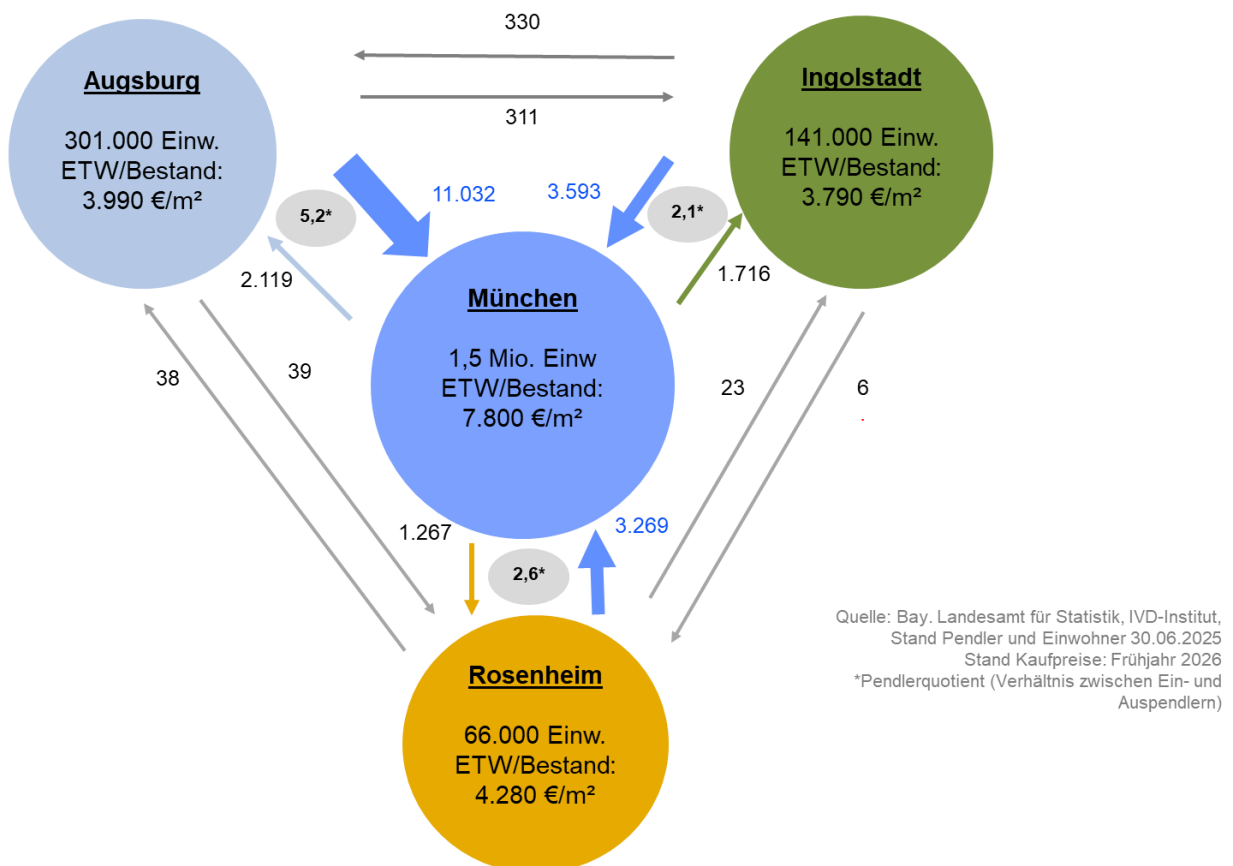 330
Augsburg
301.000 Einw.
ETW/Bestand:
3.990 €/m²
311
Ingolstadt
141.000 Einw.
ETW/Bestand:
3.790 €/m²
5,2*
11.032
3.593
2,1*
2.119
1.716
München
1,5 Mio. Einw
ETW/Bestand:
7.800 €/m²
38
39
23
6
1.267
3.269
2,6*
Rosenheim
66.000 Einw.
ETW/Bestand:
4.280 €/m²
Quelle: Bay. Landesamt für Statistik, IVD-Institut,
Stand Pendler und Einwohner 30.06.2025
Stand Kaufpreise: Frühjahr 2026
*Pendlerquotient (Verhältnis zwischen Ein- und
Auspendlern)